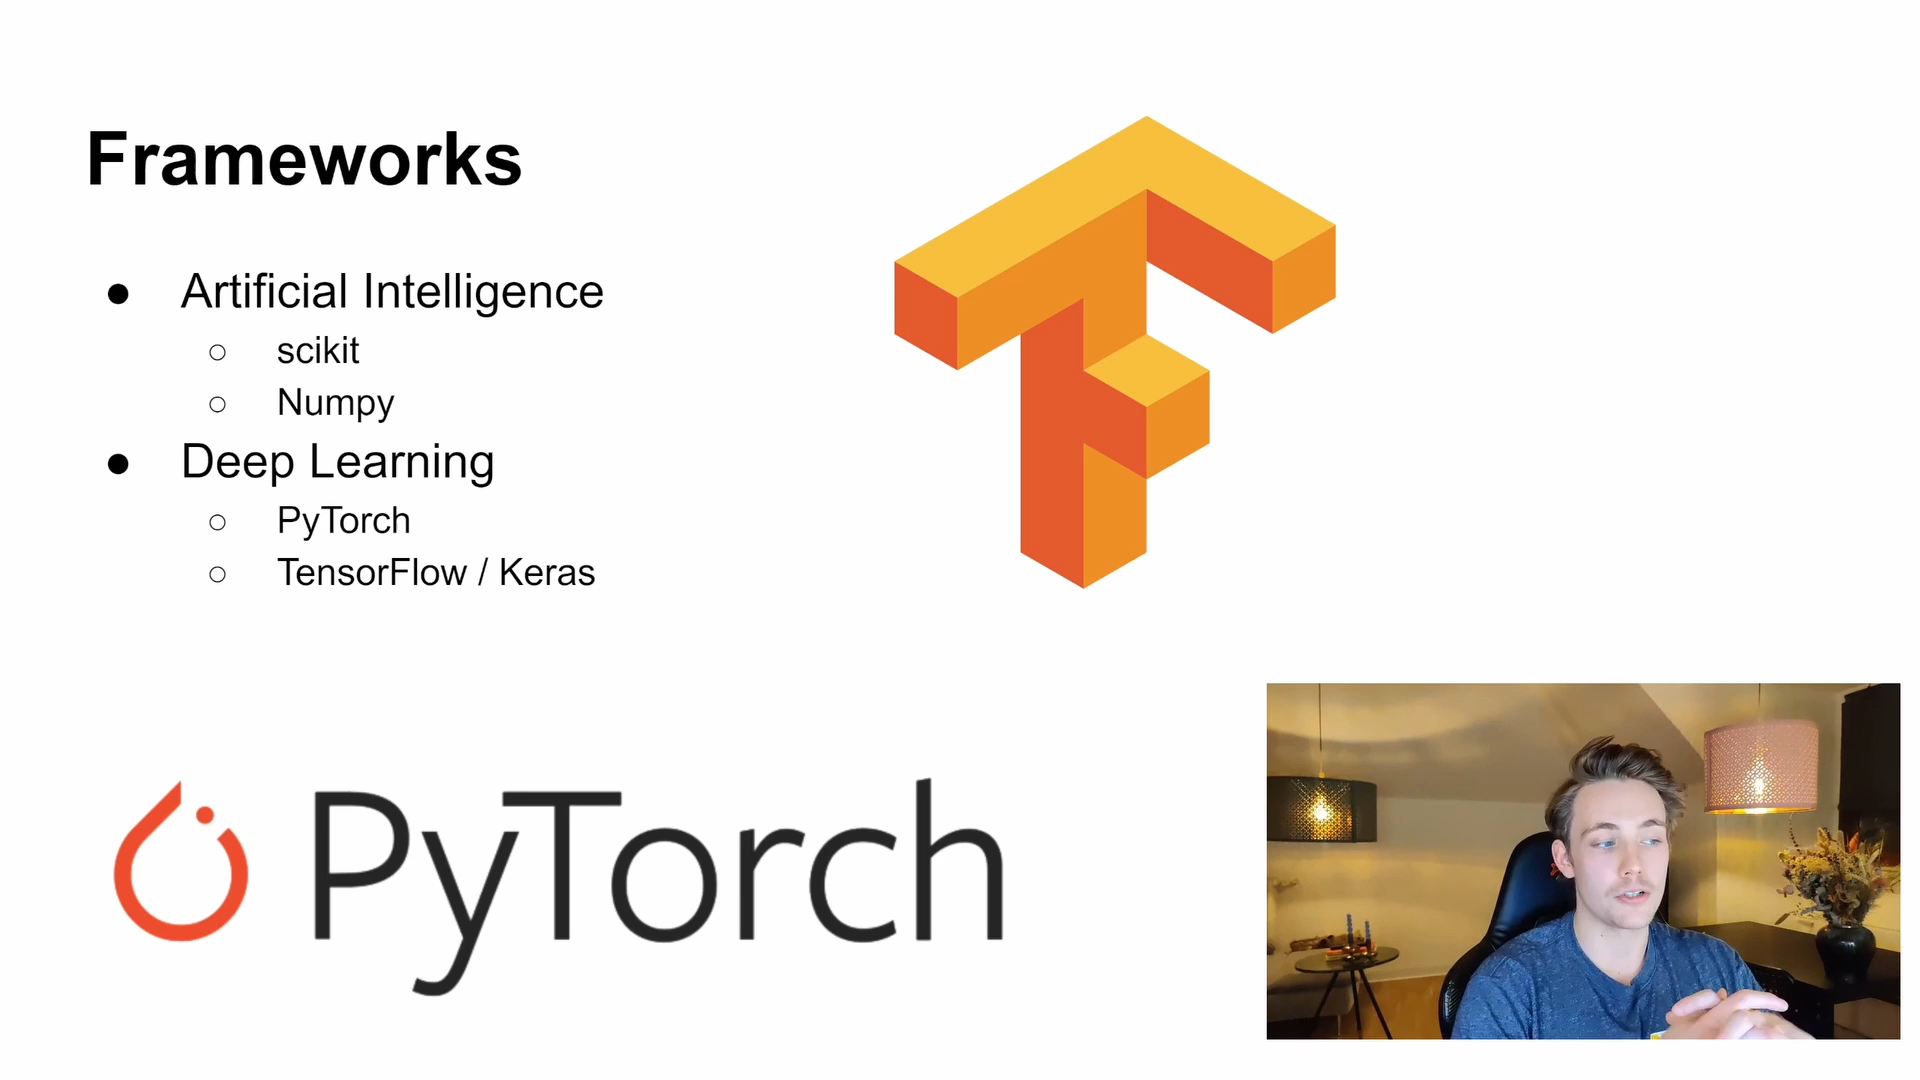 Frameworks
● Artificial Intelligence
○ scikit
○ Numpy
● Deep Learning
○ PyTorch
○ TensorFlow / Keras
PyTorch